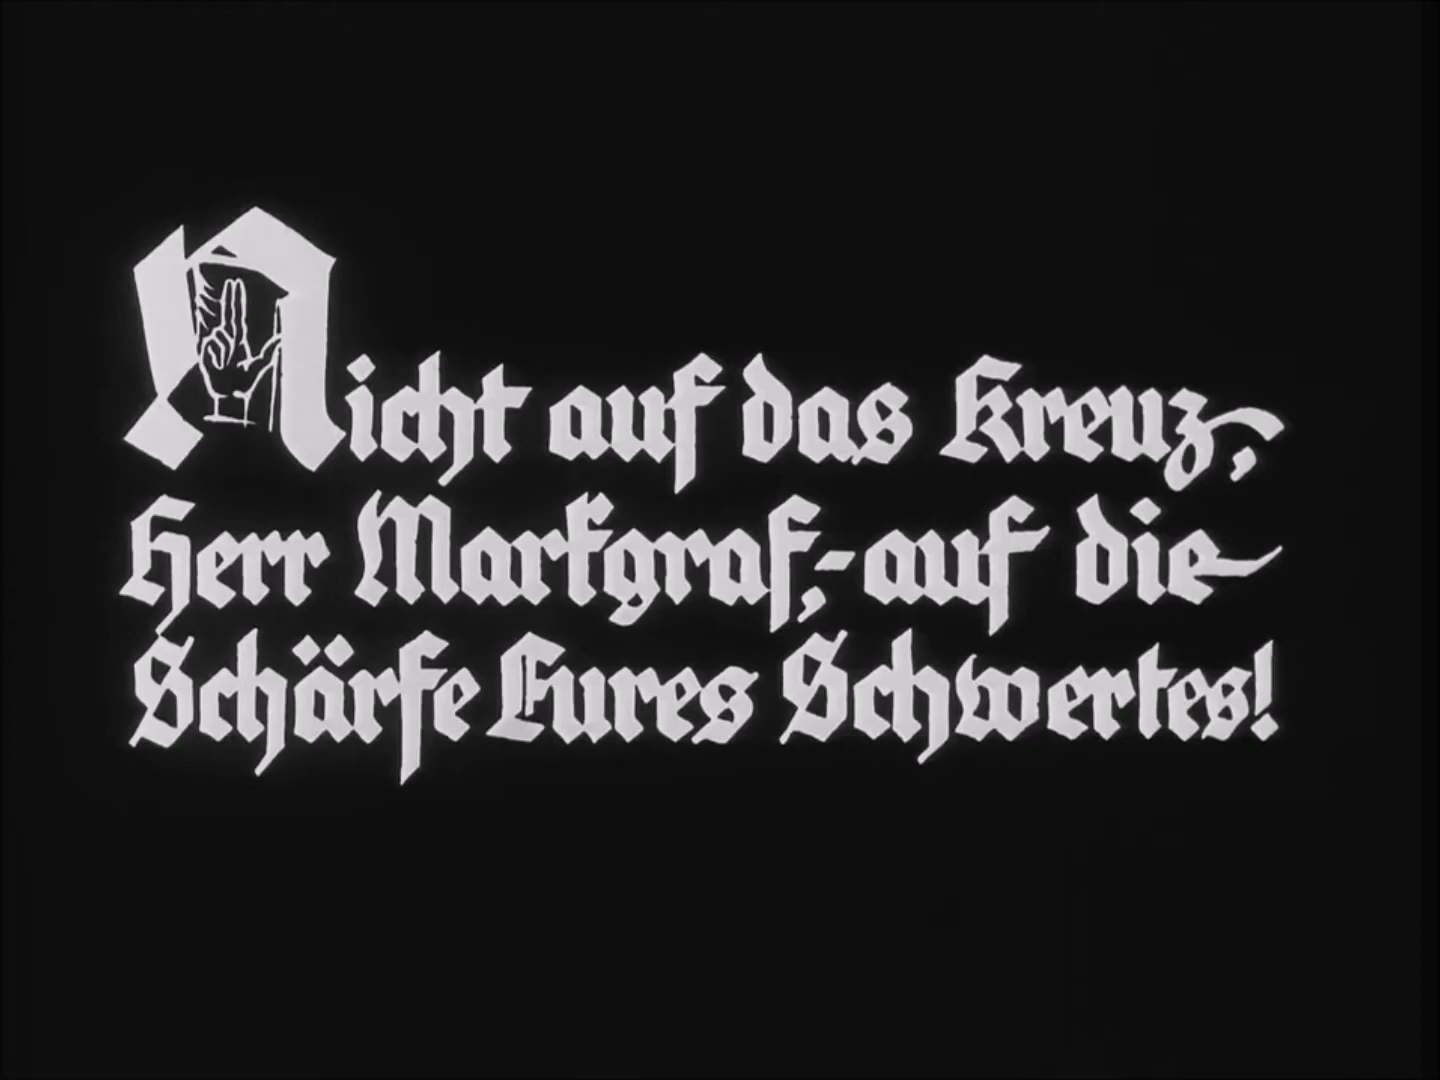 Nicht auf das Kreuz,
Herr Markgraf,-auf die
Schärfe Eures Schwertes!